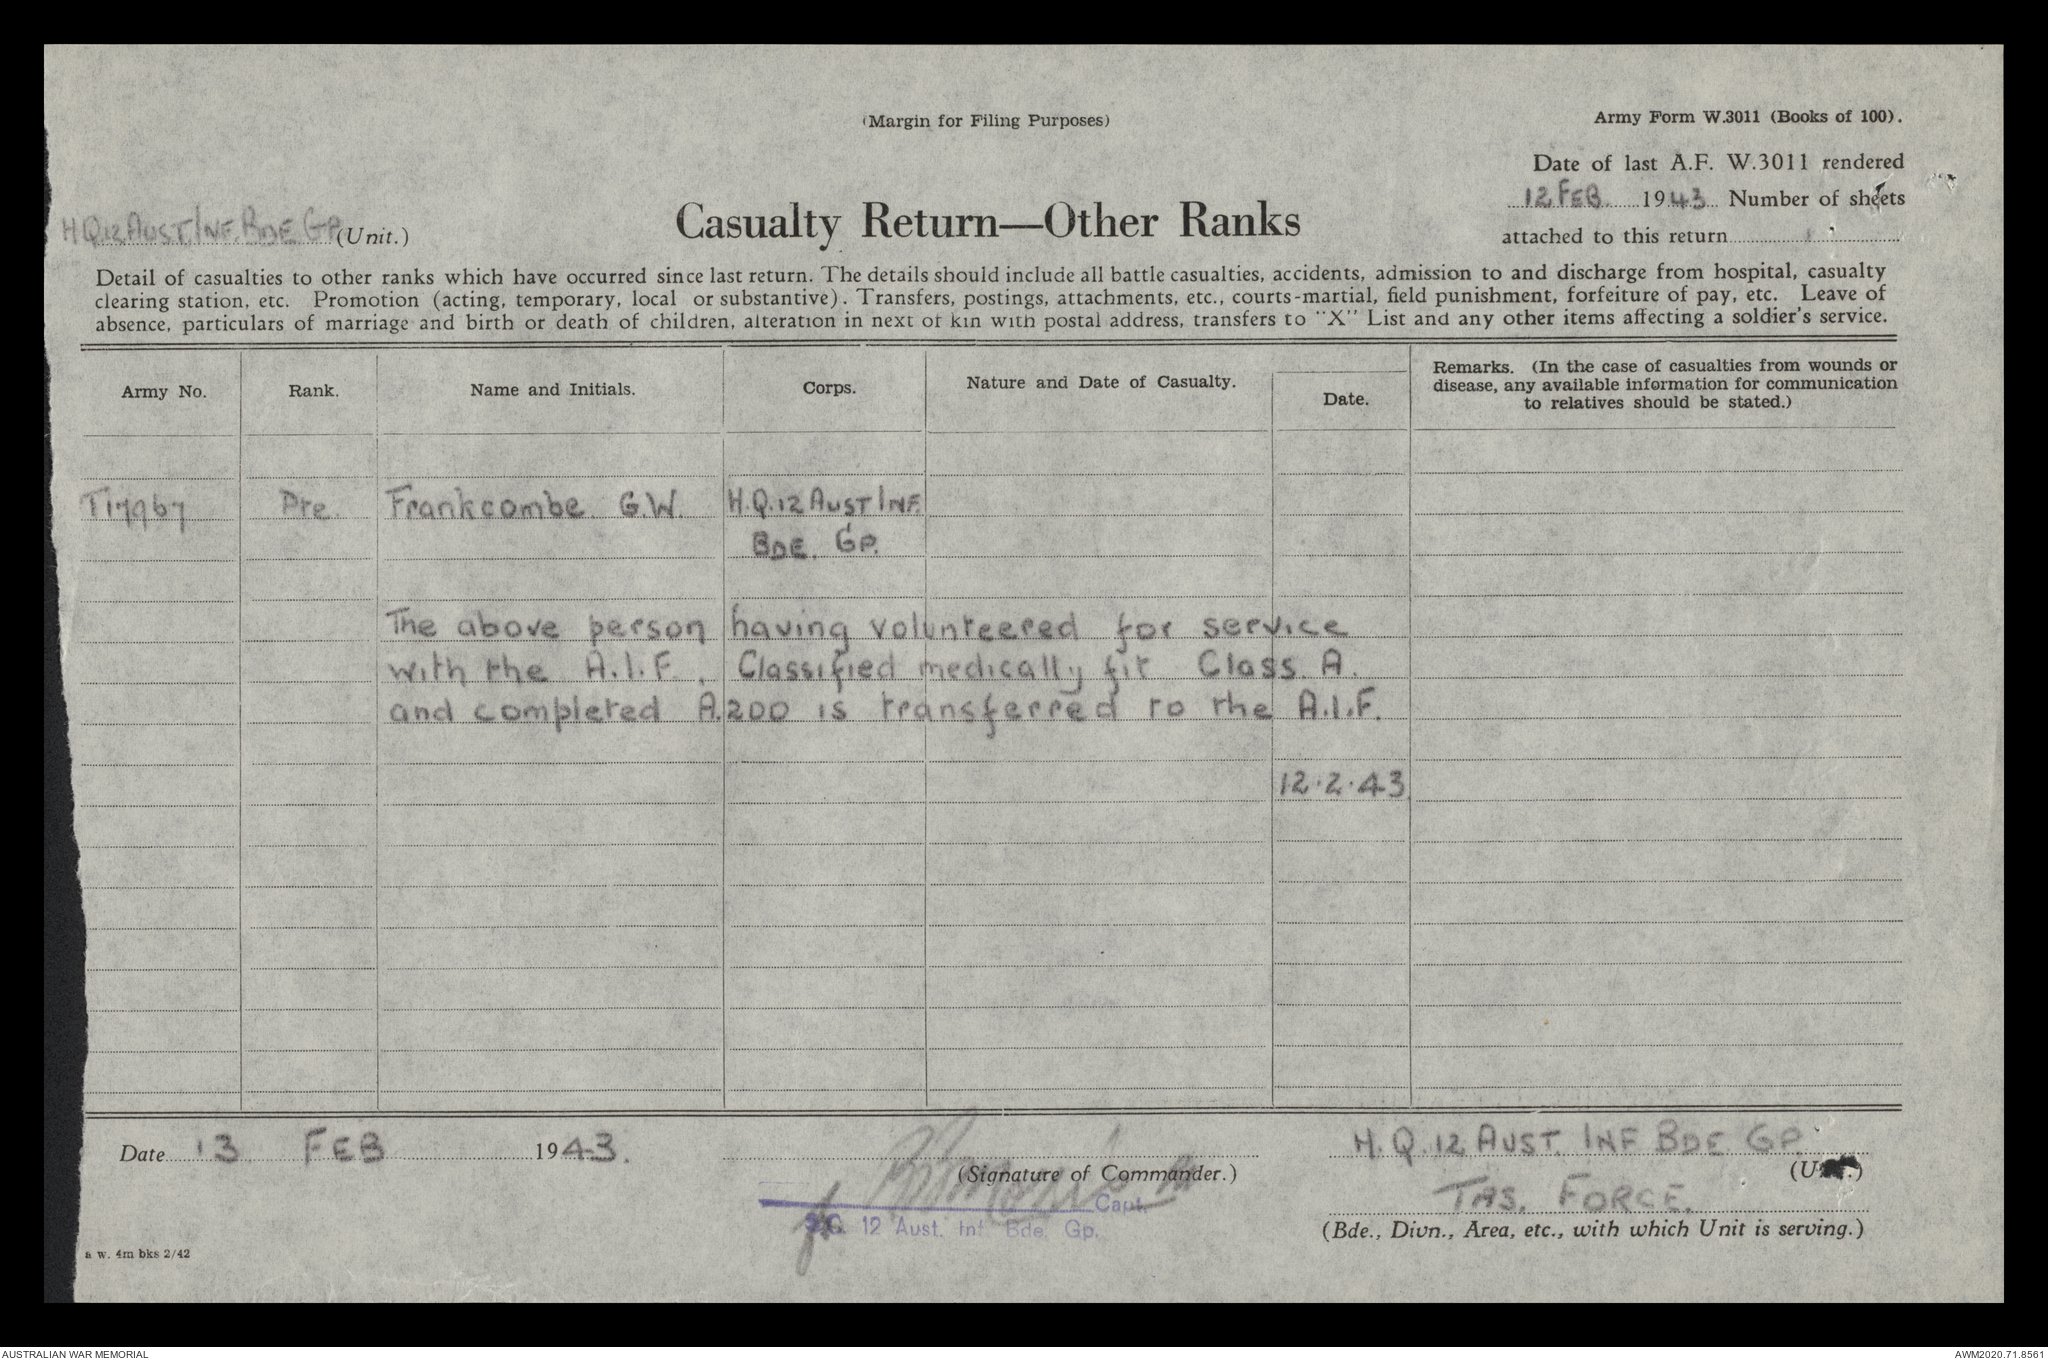 (Margin for Filing Purposes)
Army Form W.3011 (Books of 100).
Date of last A.F. W.3011 rendered
12 FEB. 1943 Number of sheets
attached to this return
H.Q.12 AUST. INF. BDE GP. (Unit.)
Casualty Return—Other Ranks
Detail of casualties to other ranks which have occurred since last return. The details should include all battle casualties, accidents, admission to and discharge from hospital, casualty
clearing station, etc. Promotion (acting, temporary, local or substantive). Transfers, postings, attachments, etc., courts-martial, field punishment, forfeiture of pay, etc. Leave of
absence, particulars of marriage and birth or death of children, alteration in next of kin with postal address, transfers to "X" List and any other items affecting a soldier's service.
Army No. Rank. Name and Initials. Corps. Nature and Date of Casualty. Date.
Remarks. (In the case of casualties from wounds or
disease, any available information for communication
to relatives should be stated.)
T17967 Pte. Frankcombe G.W. H.Q.12 AUST INF.
BDE. GP.
The above person having volunteered for service
with the A.I.F., Classified medically fit Class A.
and completed A.200 is transferred to the A.I.F.
12.2.43
Date 13 FEB 1943.
(Signature of Commander.)
Capt.
S.C. 12 Aust. Inf. Bde. Gp.
H.Q.12 AUST. INF BDE GP.
(Unit.)
TAS. FORCE.
(Bde., Divn., Area, etc., with which Unit is serving.)
a w. 4m bks 2/42
AUSTRALIAN WAR MEMORIAL
AWM2020.71.8561